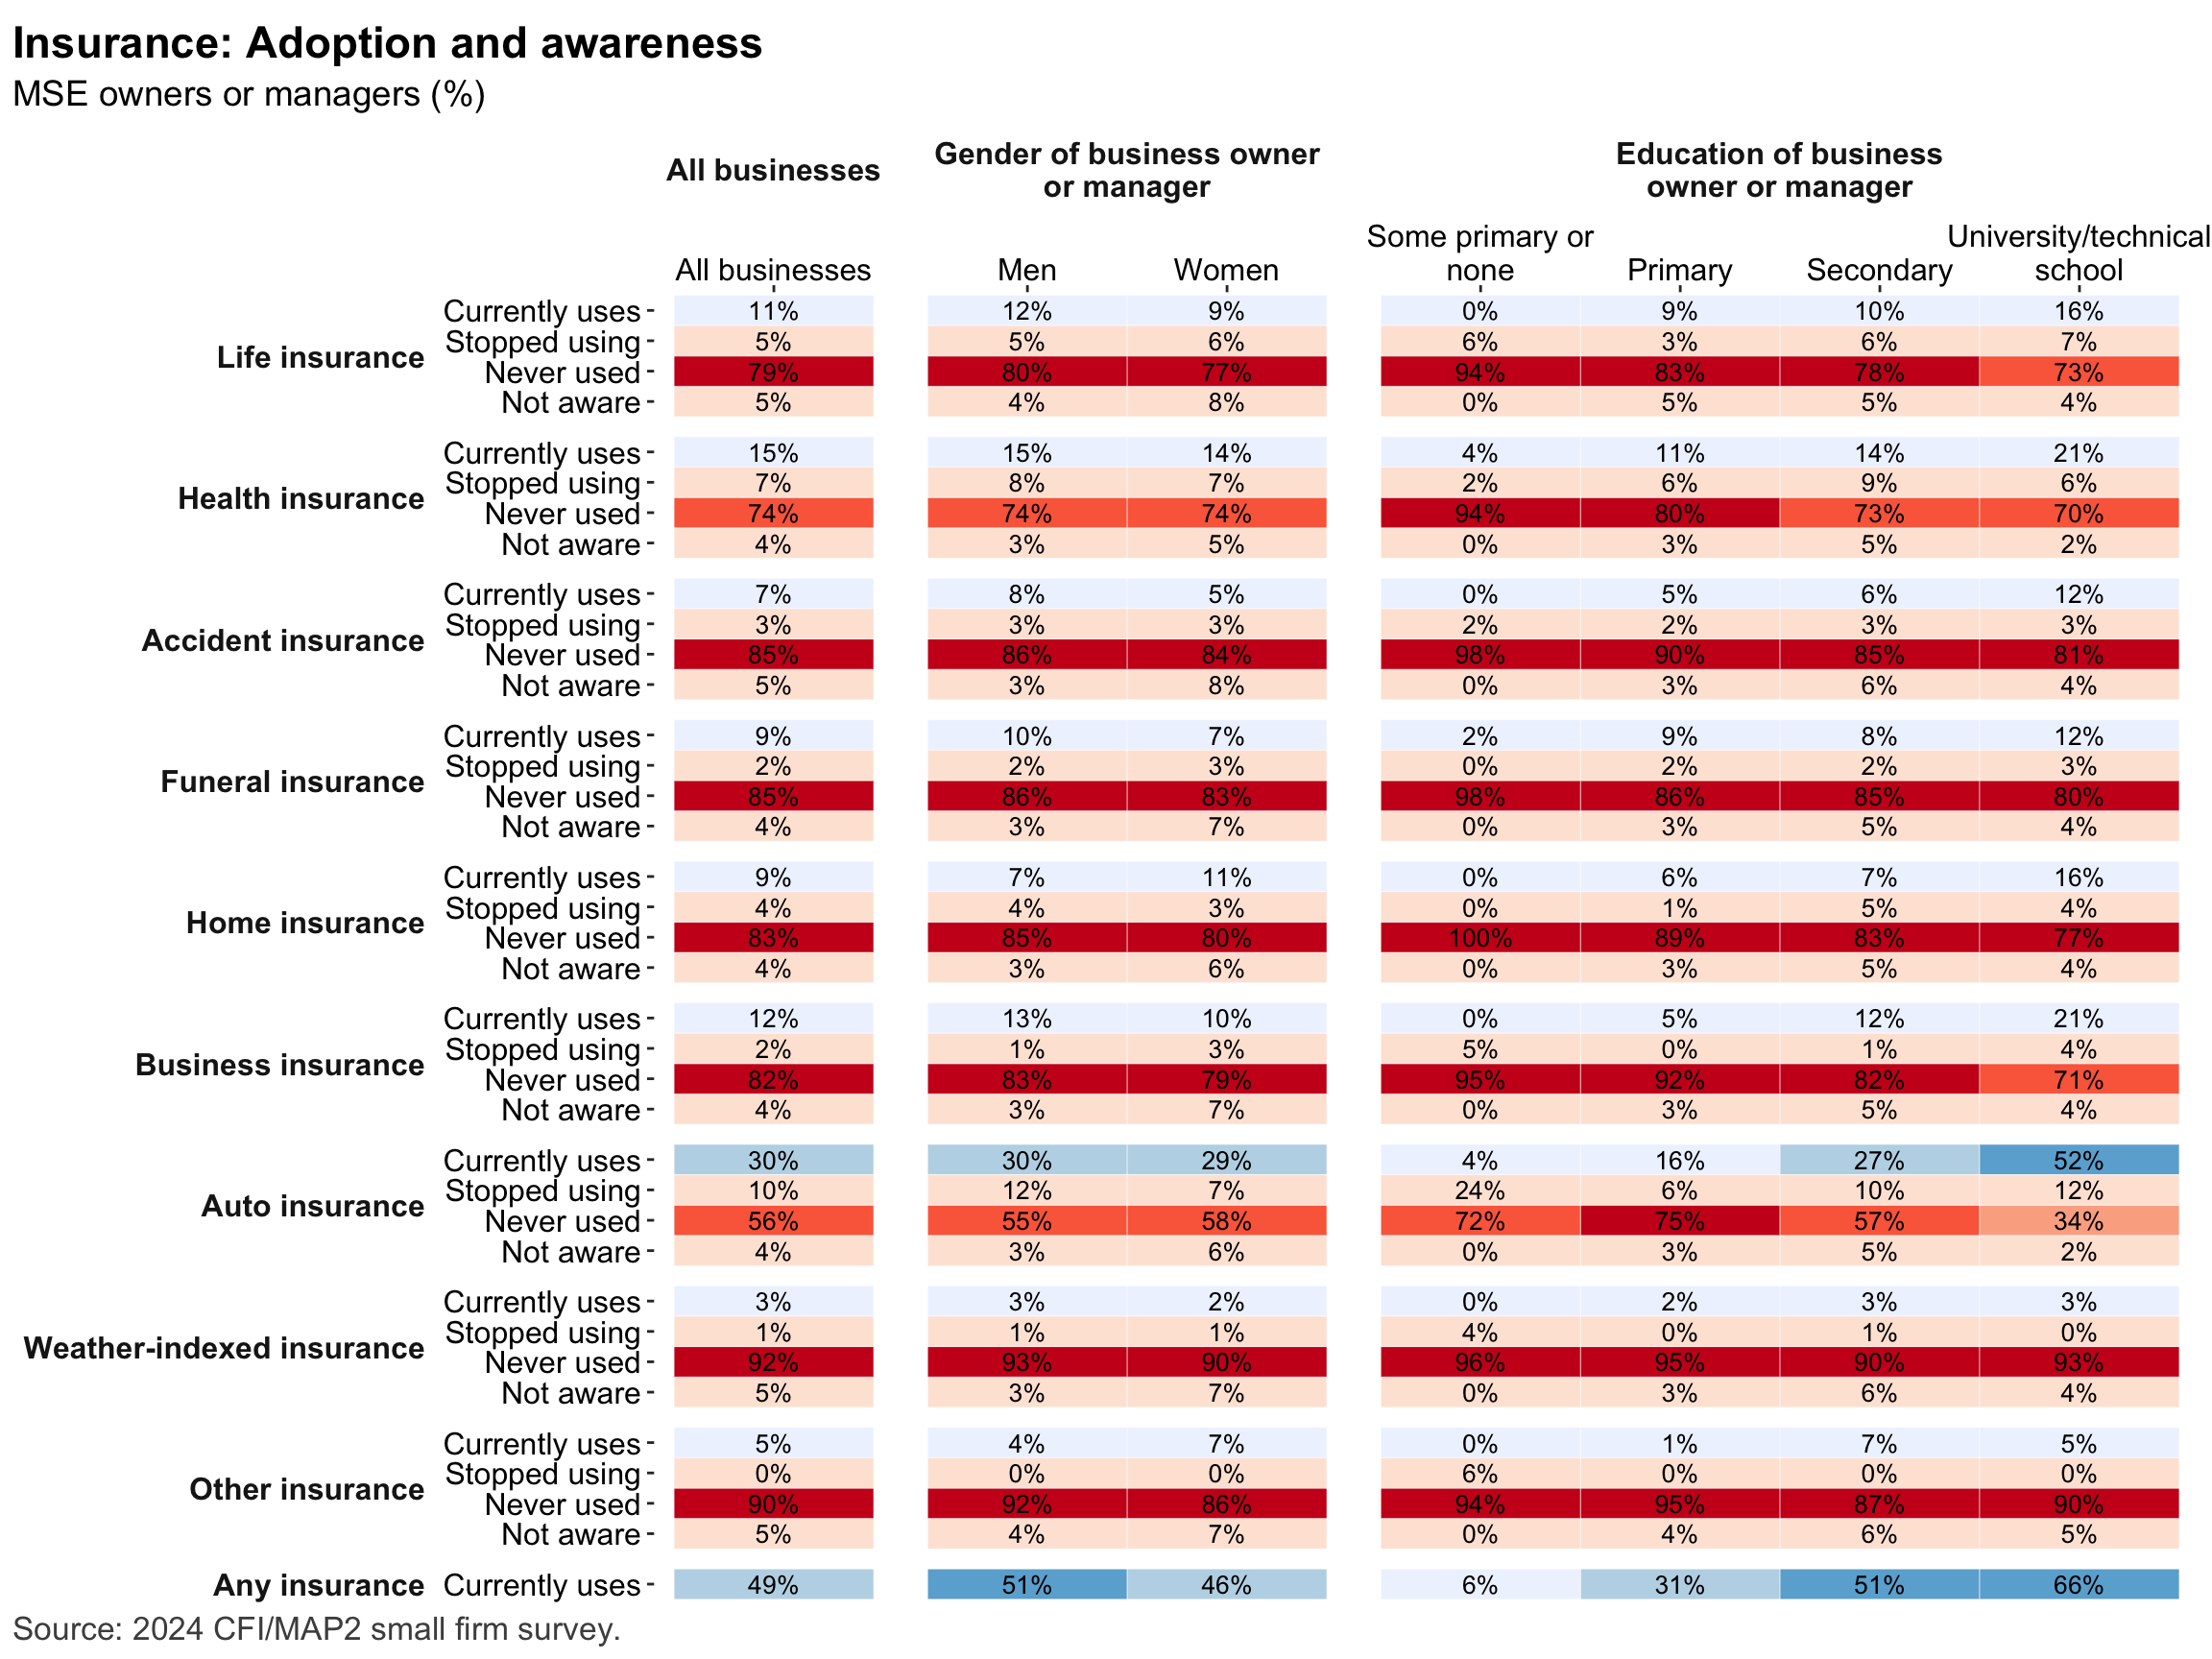 Insurance: Adoption and awareness
MSE owners or managers (%)
All businesses
Gender of business owner
or manager
Education of business
owner or manager
All businesses
Men
Women
Some primary or
none
Primary
Secondary
University/technical
school
Life insurance
Currently uses 11% 12% 9% 0% 9% 10% 16%
Stopped using 5% 5% 6% 6% 3% 6% 7%
Never used 79% 80% 77% 94% 83% 78% 73%
Not aware 5% 4% 8% 0% 5% 5% 4%
Health insurance
Currently uses 15% 15% 14% 4% 11% 14% 21%
Stopped using 7% 8% 7% 2% 6% 9% 6%
Never used 74% 74% 74% 94% 80% 73% 70%
Not aware 4% 3% 5% 0% 3% 5% 2%
Accident insurance
Currently uses 7% 8% 5% 0% 5% 6% 12%
Stopped using 3% 3% 3% 2% 2% 3% 3%
Never used 85% 86% 84% 98% 90% 85% 81%
Not aware 5% 3% 8% 0% 3% 6% 4%
Funeral insurance
Currently uses 9% 10% 7% 2% 9% 8% 12%
Stopped using 2% 2% 3% 0% 2% 2% 3%
Never used 85% 86% 83% 98% 86% 85% 80%
Not aware 4% 3% 7% 0% 3% 5% 4%
Home insurance
Currently uses 9% 7% 11% 0% 6% 7% 16%
Stopped using 4% 4% 3% 0% 1% 5% 4%
Never used 83% 85% 80% 100% 89% 83% 77%
Not aware 4% 3% 6% 0% 3% 5% 4%
Business insurance
Currently uses 12% 13% 10% 0% 5% 12% 21%
Stopped using 2% 1% 3% 5% 0% 1% 4%
Never used 82% 83% 79% 95% 92% 82% 71%
Not aware 4% 3% 7% 0% 3% 5% 4%
Auto insurance
Currently uses 30% 30% 29% 4% 16% 27% 52%
Stopped using 10% 12% 7% 24% 6% 10% 12%
Never used 56% 55% 58% 72% 75% 57% 34%
Not aware 4% 3% 6% 0% 3% 5% 2%
Weather-indexed insurance
Currently uses 3% 3% 2% 0% 2% 3% 3%
Stopped using 1% 1% 1% 4% 0% 1% 0%
Never used 92% 93% 90% 96% 95% 90% 93%
Not aware 5% 3% 7% 0% 3% 6% 4%
Other insurance
Currently uses 5% 4% 7% 0% 1% 7% 5%
Stopped using 0% 0% 0% 6% 0% 0% 0%
Never used 90% 92% 86% 94% 95% 87% 90%
Not aware 5% 4% 7% 0% 4% 6% 5%
Any insurance Currently uses 49% 51% 46% 6% 31% 51% 66%
Source: 2024 CFI/MAP2 small firm survey.